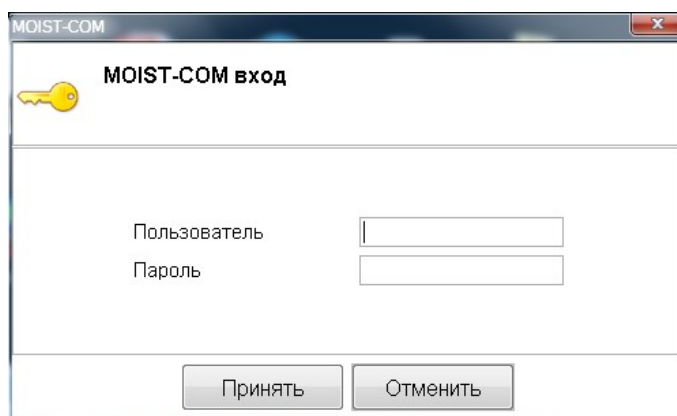 MOIST-COM
MOIST-COM вход
Пользователь
Пароль
Принять Отменить